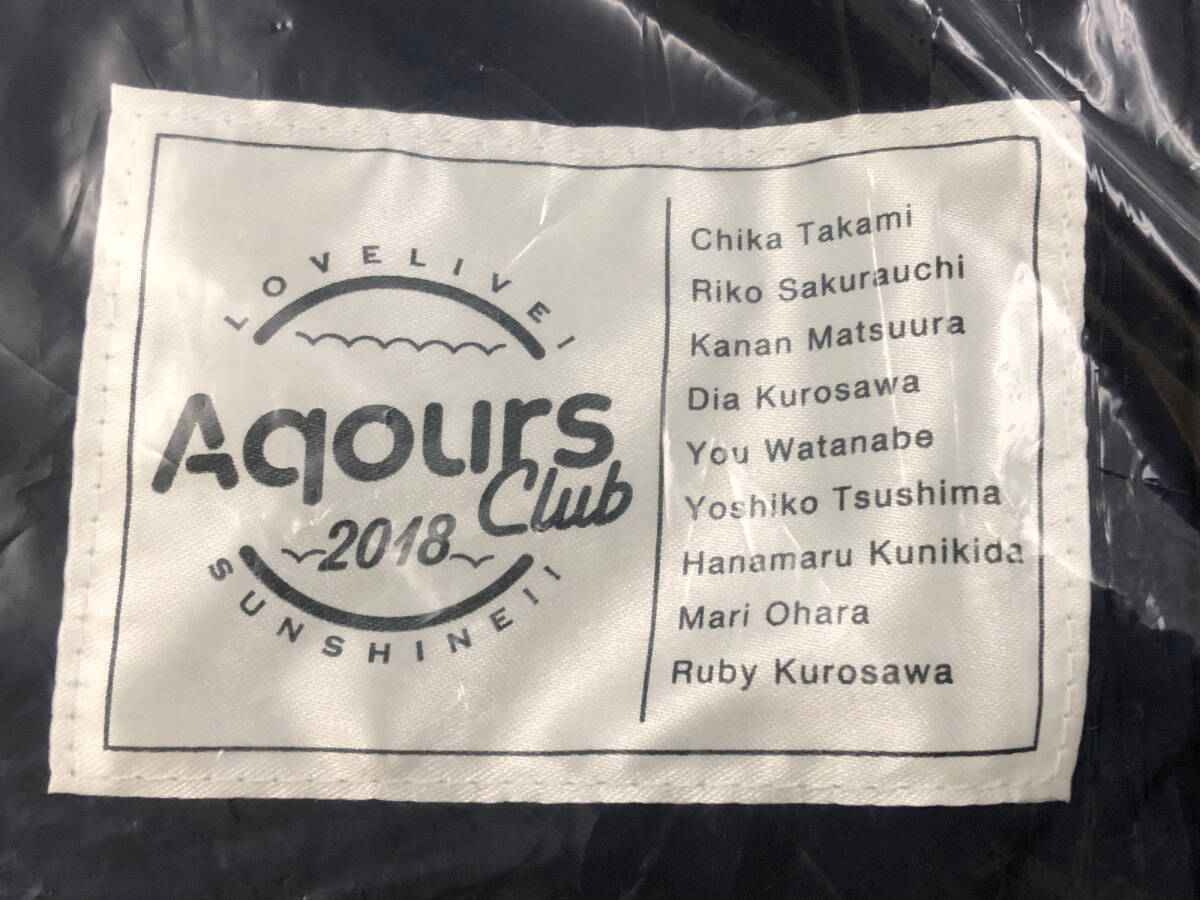 LOVELIVE!
Aqours
Club
2018
SUNSHINE!!
Chika Takami
Riko Sakurauchi
Kanan Matsuura
Dia Kurosawa
You Watanabe
Yoshiko Tsushima
Hanamaru Kunikida
Mari Ohara
Ruby Kurosawa